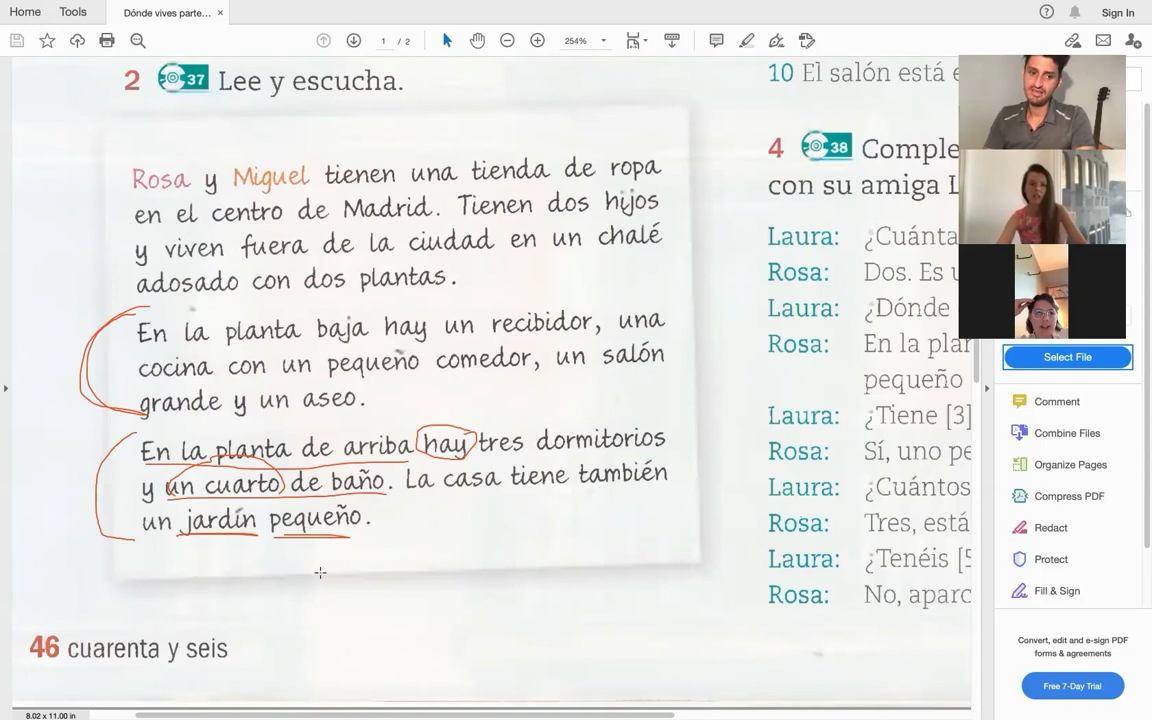 Home Tools Dónde vives parte... × Sign In
1 / 2 254%
2 37 Lee y escucha.
Rosa y Miguel tienen una tienda de ropa
en el centro de Madrid. Tienen dos hijos
y viven fuera de la ciudad en un chalé
adosado con dos plantas.
En la planta baja hay un recibidor, una
cocina con un pequeño comedor, un salón
grande y un aseo.
En la planta de arriba hay tres dormitorios
y un cuarto de baño. La casa tiene también
un jardín pequeño.
46 cuarenta y seis
10 El salón está
4 38 Comple
con su amiga L
Laura: ¿Cuánta
Rosa: Dos. Es
Laura: ¿Dónde
Rosa: En la plan
pequeño
Laura: ¿Tiene [3]
Rosa: Sí, uno pe
Laura: ¿Cuántos
Rosa: Tres, está
Laura: ¿Tenéis [5
Rosa: No, aparc
Select File
Comment
Combine Files
Organize Pages
Compress PDF
Redact
Protect
Fill & Sign
Convert, edit and e-sign PDF
forms & agreements
Free 7-Day Trial
8.02 x 11.00 in